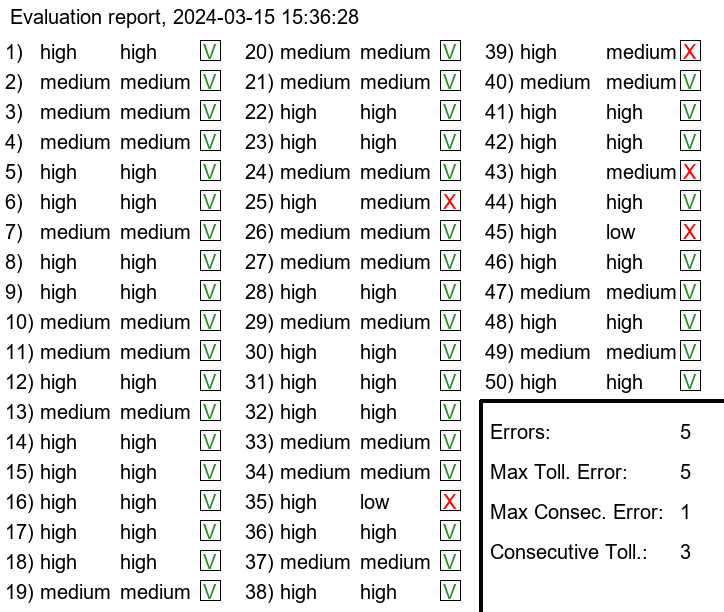 Evaluation report, 2024-03-15 15:36:28
1) high high V
2) medium medium V
3) medium medium V
4) medium medium V
5) high high V
6) high high V
7) medium medium V
8) high high V
9) high high V
10) medium medium V
11) medium medium V
12) high high V
13) medium medium V
14) high high V
15) high high V
16) high high V
17) high high V
18) high high V
19) medium medium V
20) medium medium V
21) medium medium V
22) high high V
23) high high V
24) medium medium V
25) high medium X
26) medium medium V
27) medium medium V
28) high high V
29) medium medium V
30) high high V
31) high high V
32) high high V
33) medium medium V
34) medium medium V
35) high low X
36) high high V
37) medium medium V
38) high high V
39) high medium X
40) medium medium V
41) high high V
42) high high V
43) high medium X
44) high high V
45) high low X
46) high high V
47) medium medium V
48) high high V
49) medium medium V
50) high high V
Errors: 5
Max Toll. Error: 5
Max Consec. Error: 1
Consecutive Toll.: 3